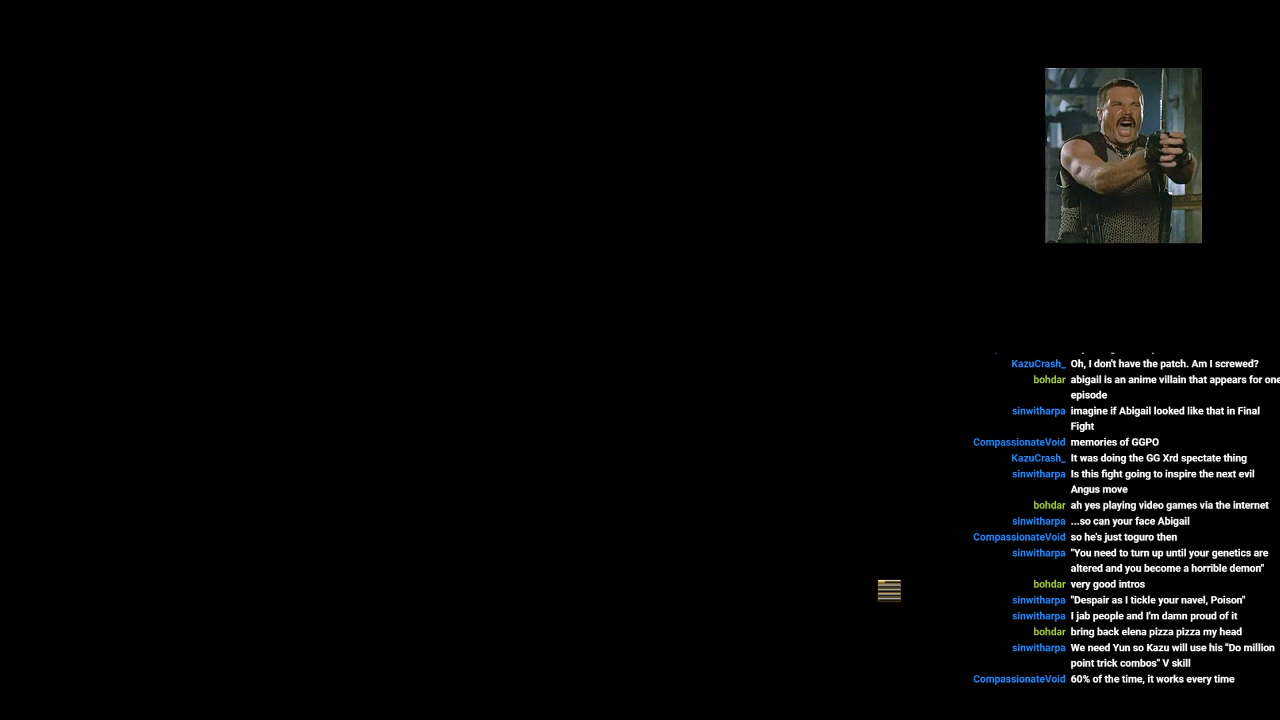 KazuCrash_ Oh, I don't have the patch. Am I screwed?
bohdar abigail is an anime villain that appears for one
episode
sinwitharpa imagine if Abigail looked like that in Final
Fight
CompassionateVoid memories of GGPO
KazuCrash_ It was doing the GG Xrd spectate thing
sinwitharpa Is this fight going to inspire the next evil
Angus move
bohdar ah yes playing video games via the internet
sinwitharpa ...so can your face Abigail
CompassionateVoid so he's just toguro then
sinwitharpa "You need to turn up until your genetics are
altered and you become a horrible demon"
bohdar very good intros
sinwitharpa "Despair as I tickle your navel, Poison"
sinwitharpa I jab people and I'm damn proud of it
bohdar bring back elena pizza pizza my head
sinwitharpa We need Yun so Kazu will use his "Do million
point trick combos" V skill
CompassionateVoid 60% of the time, it works every time